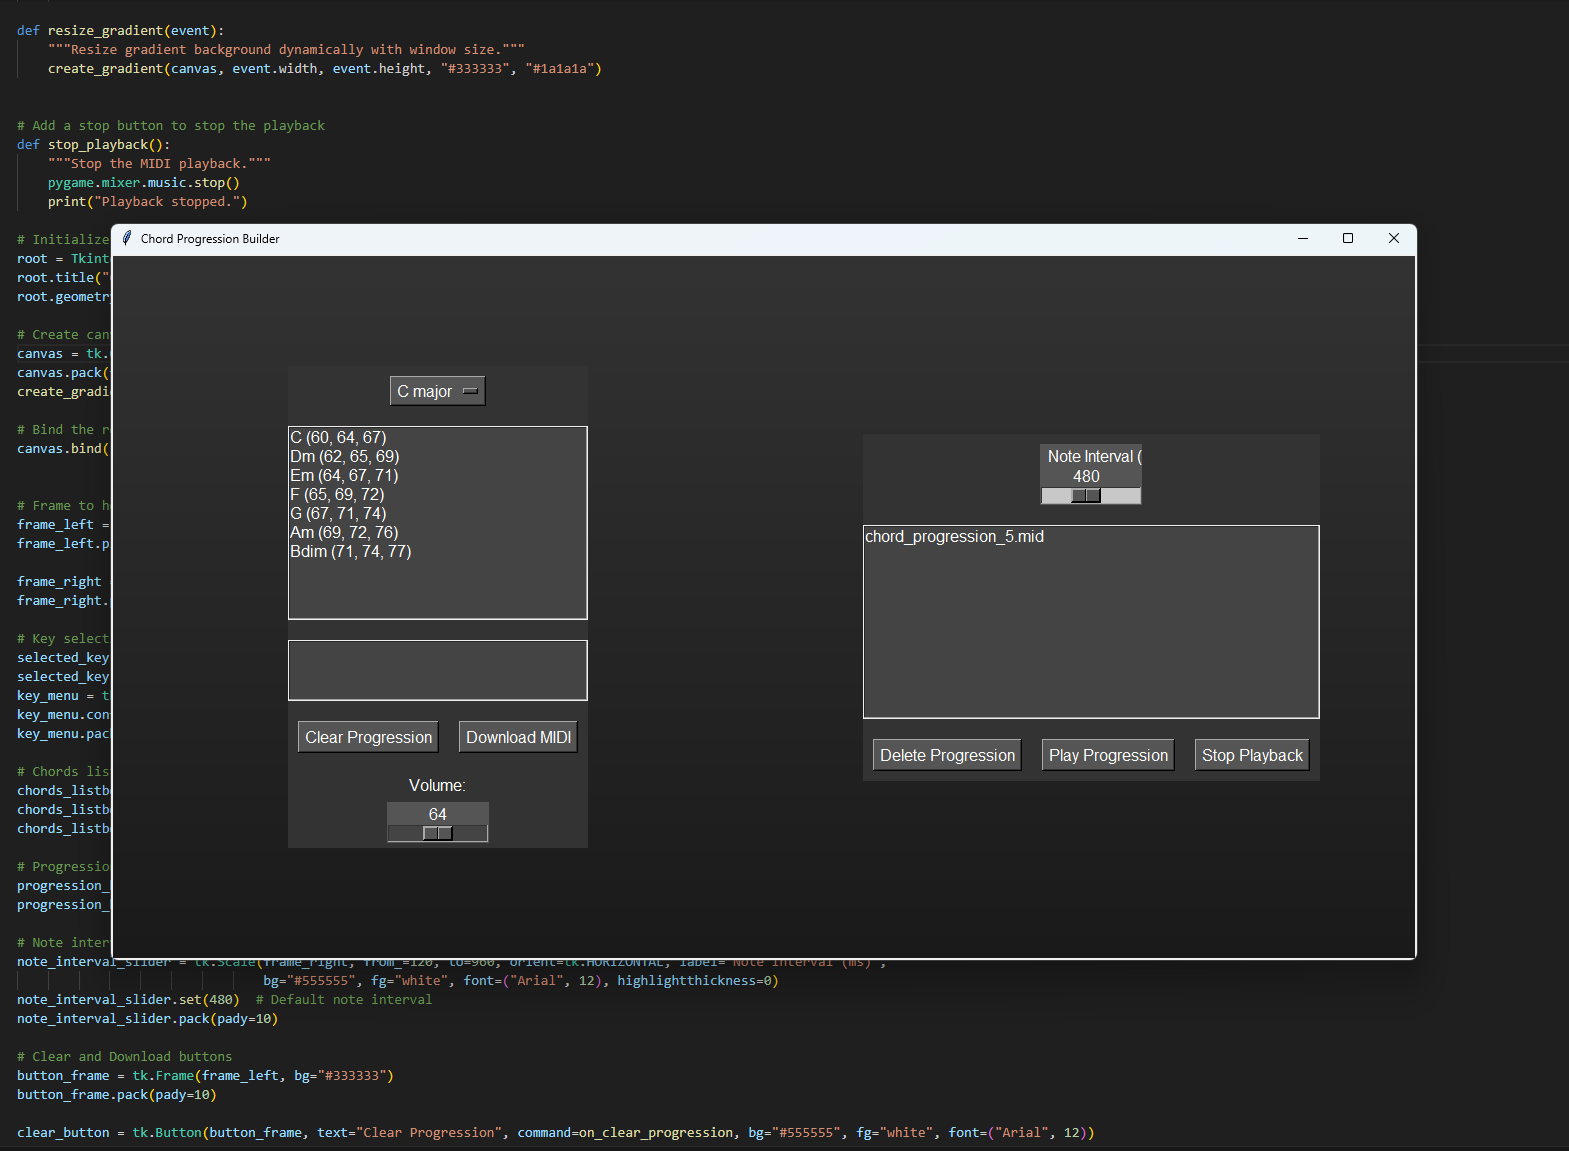 def resize_gradient(event):
"""Resize gradient background dynamically with window size."""
create_gradient(canvas, event.width, event.height, "#333333", "#1a1a1a")
# Add a stop button to stop the playback
def stop_playback():
"""Stop the MIDI playback."""
pygame.mixer.music.stop()
print("Playback stopped.")
# Initialize
root = Tkint
root.title("
root.geometr
# Create can
canvas = tk.
canvas.pack(
create_gradi
# Bind the r
canvas.bind(
# Frame to h
frame_left =
frame_left.p
frame_right
frame_right.
# Key select
selected_key
selected_key
key_menu = t
key_menu.con
key_menu.pac
# Chords lis
chords_listb
chords_listb
chords_listb
# Progressio
progression_
progression_
# Note inter
Chord Progression Builder
C major
C (60, 64, 67)
Dm (62, 65, 69)
Em (64, 67, 71)
F (65, 69, 72)
G (67, 71, 74)
Am (69, 72, 76)
Bdim (71, 74, 77)
Clear Progression
Download MIDI
Volume:
64
Note Interval (
480
chord_progression_5.mid
Delete Progression
Play Progression
Stop Playback
note_interval_slider = tk.Scale(frame_right, from_=120, to=960, orient=tk.HORIZONTAL, label="Note Interval (ms)",
bg="#555555", fg="white", font=("Arial", 12), highlightthickness=0)
note_interval_slider.set(480)  # Default note interval
note_interval_slider.pack(pady=10)
# Clear and Download buttons
button_frame = tk.Frame(frame_left, bg="#333333")
button_frame.pack(pady=10)
clear_button = tk.Button(button_frame, text="Clear Progression", command=on_clear_progression, bg="#555555", fg="white", font=("Arial", 12))